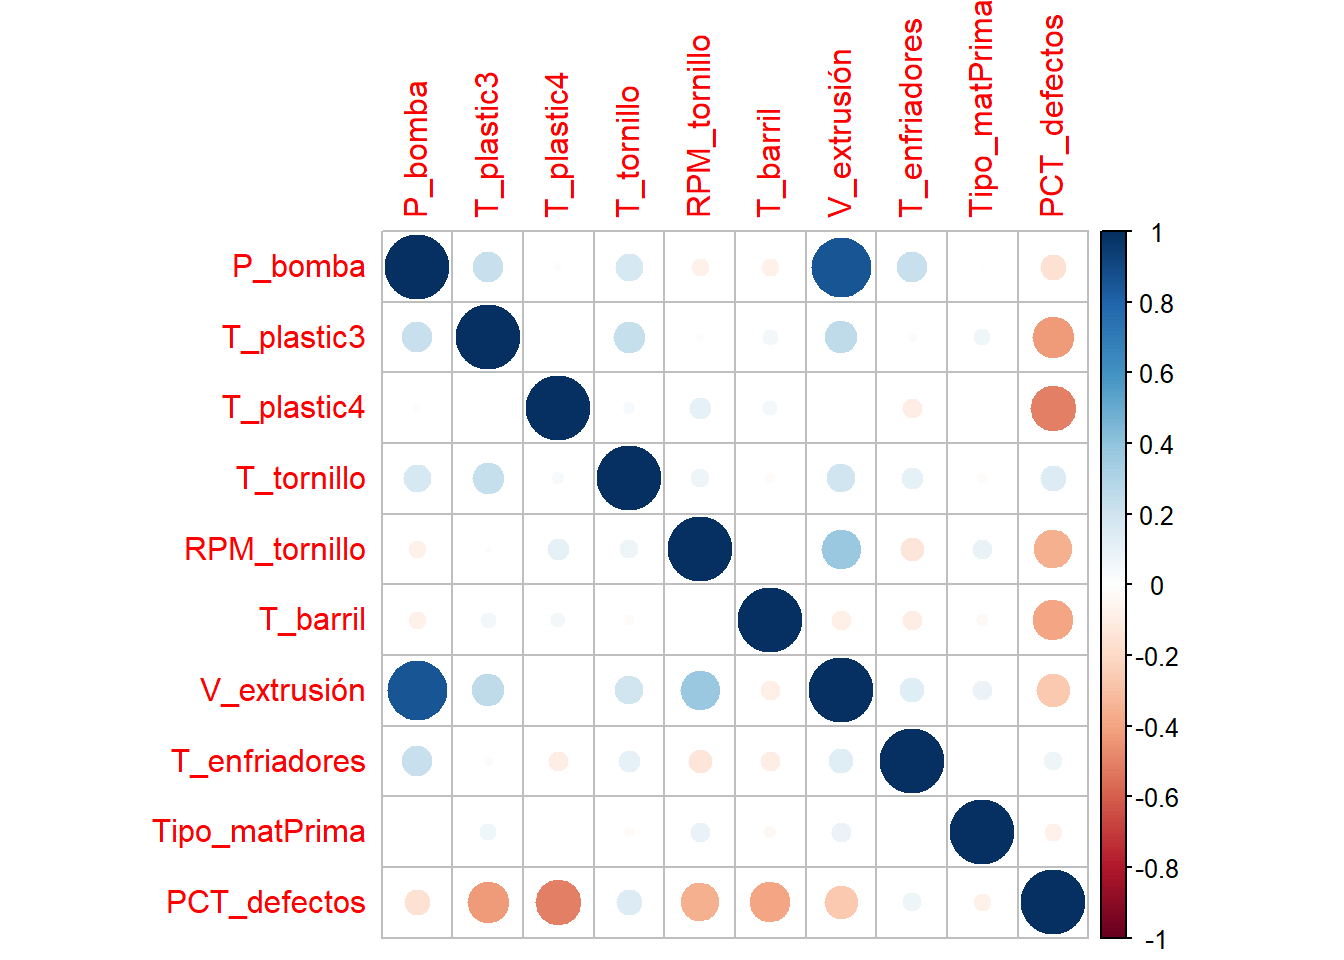 P_bomba
T_plastic3
T_plastic4
T_tornillo
RPM_tornillo
T_barril
V_extrusión
T_enfriadores
Tipo_matPrima
PCT_defectos
P_bomba
T_plastic3
T_plastic4
T_tornillo
RPM_tornillo
T_barril
V_extrusión
T_enfriadores
Tipo_matPrima
PCT_defectos
1
0.8
0.6
0.4
0.2
0
-0.2
-0.4
-0.6
-0.8
-1